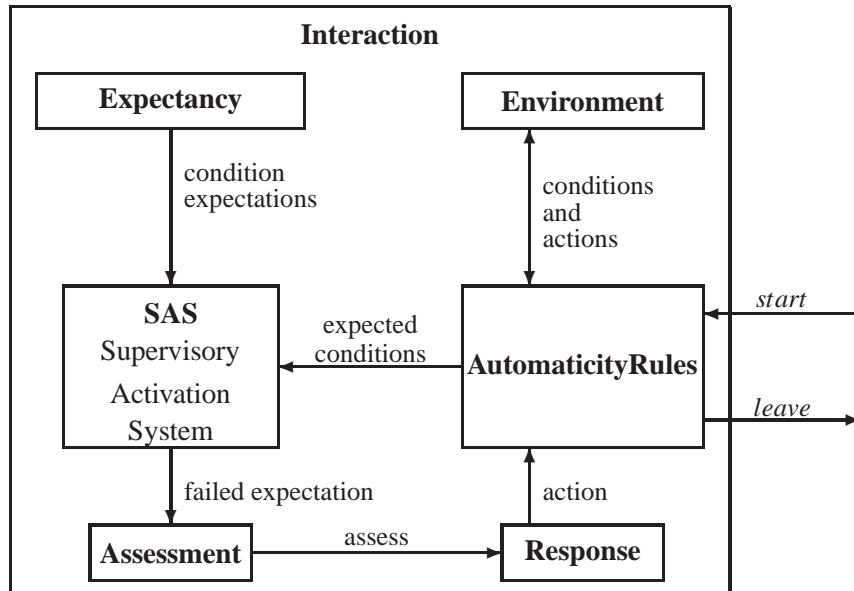 Interaction
Expectancy
Environment
condition
expectations
conditions
and
actions
SAS
Supervisory
Activation
System
expected
conditions
AutomaticityRules
start
leave
failed expectation
action
Assessment
assess
Response